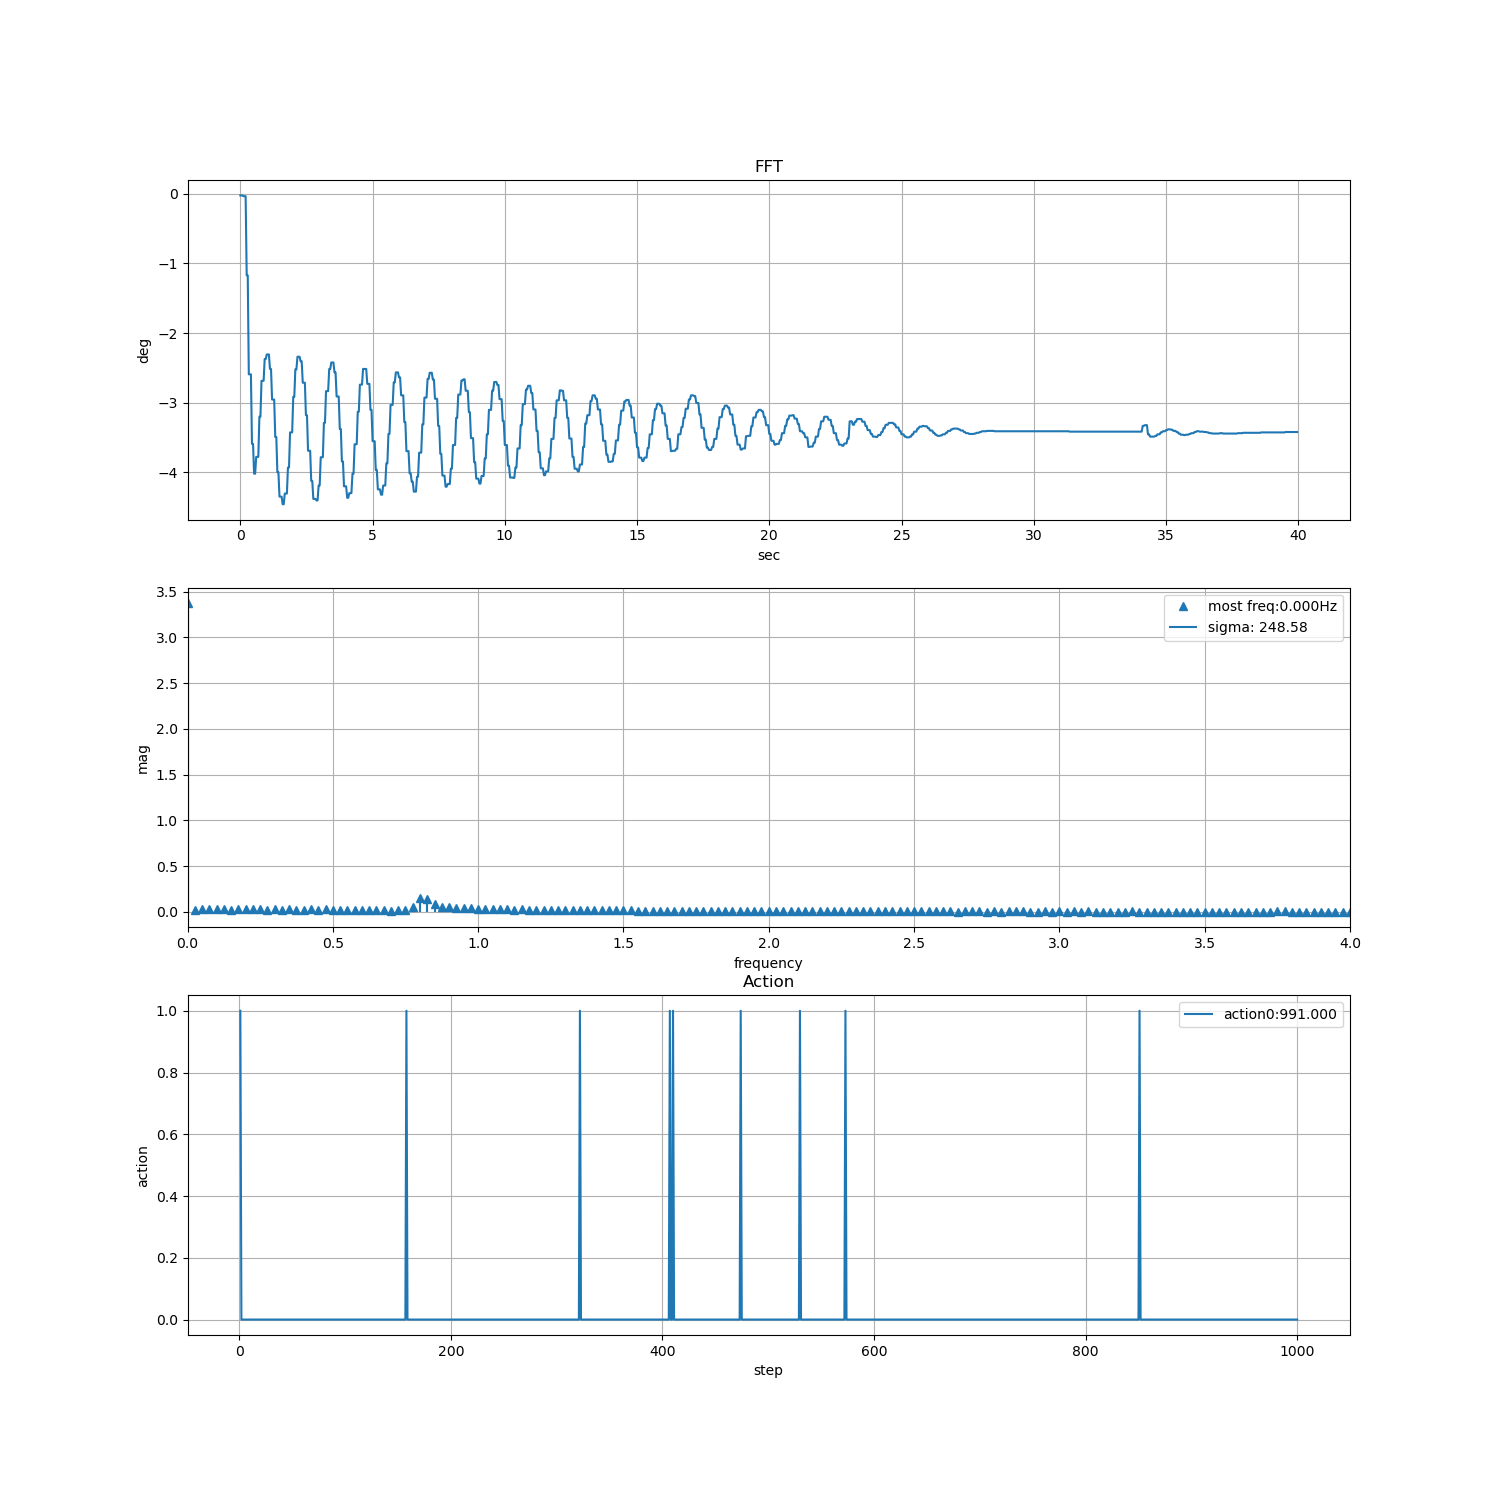 FFT
0
−1
−2
−3
−4
deg
0 5 10 15 20 25 30 35 40
sec
3.5
3.0
2.5
2.0
1.5
1.0
0.5
0.0
mag
most freq:0.000Hz
sigma: 248.58
0.0 0.5 1.0 1.5 2.0 2.5 3.0 3.5 4.0
frequency
Action
1.0
0.8
0.6
0.4
0.2
0.0
action
action0:991.000
0 200 400 600 800 1000
step